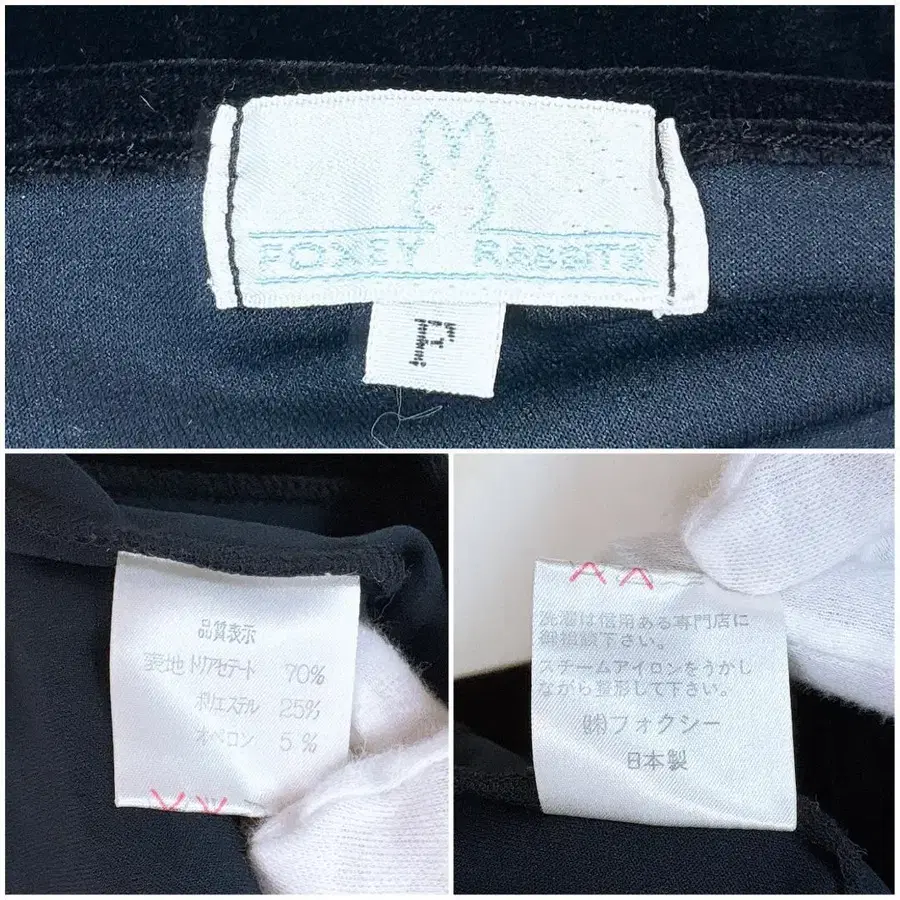 FOXEY RABBITS
F
品質表示
表地 トリアセテート 70%
ポリエステル 25%
オペロン 5%
洗濯は信用ある専門店に
御相談下さい。
スチームアイロンをうかし
ながら整形して下さい。
㈱フォクシー
日本製